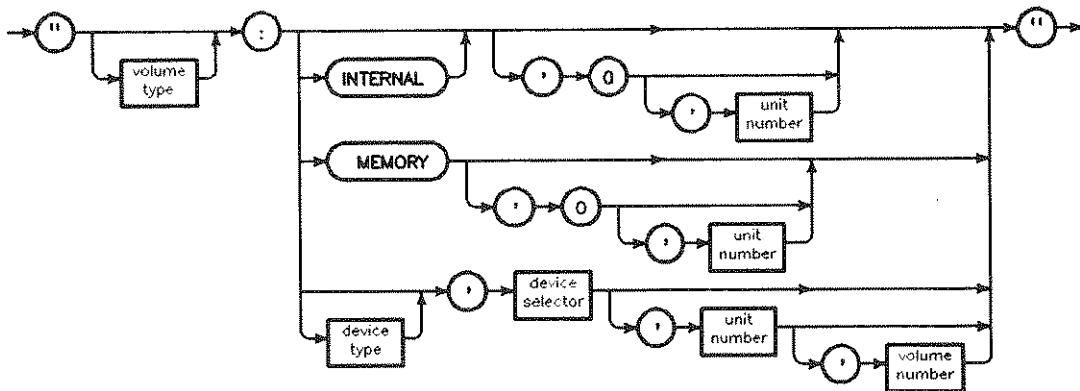 "
:
"
volume
type
INTERNAL
,
0
,
unit
number
MEMORY
,
0
,
unit
number
,
device
selector
device
type
,
unit
number
,
volume
number